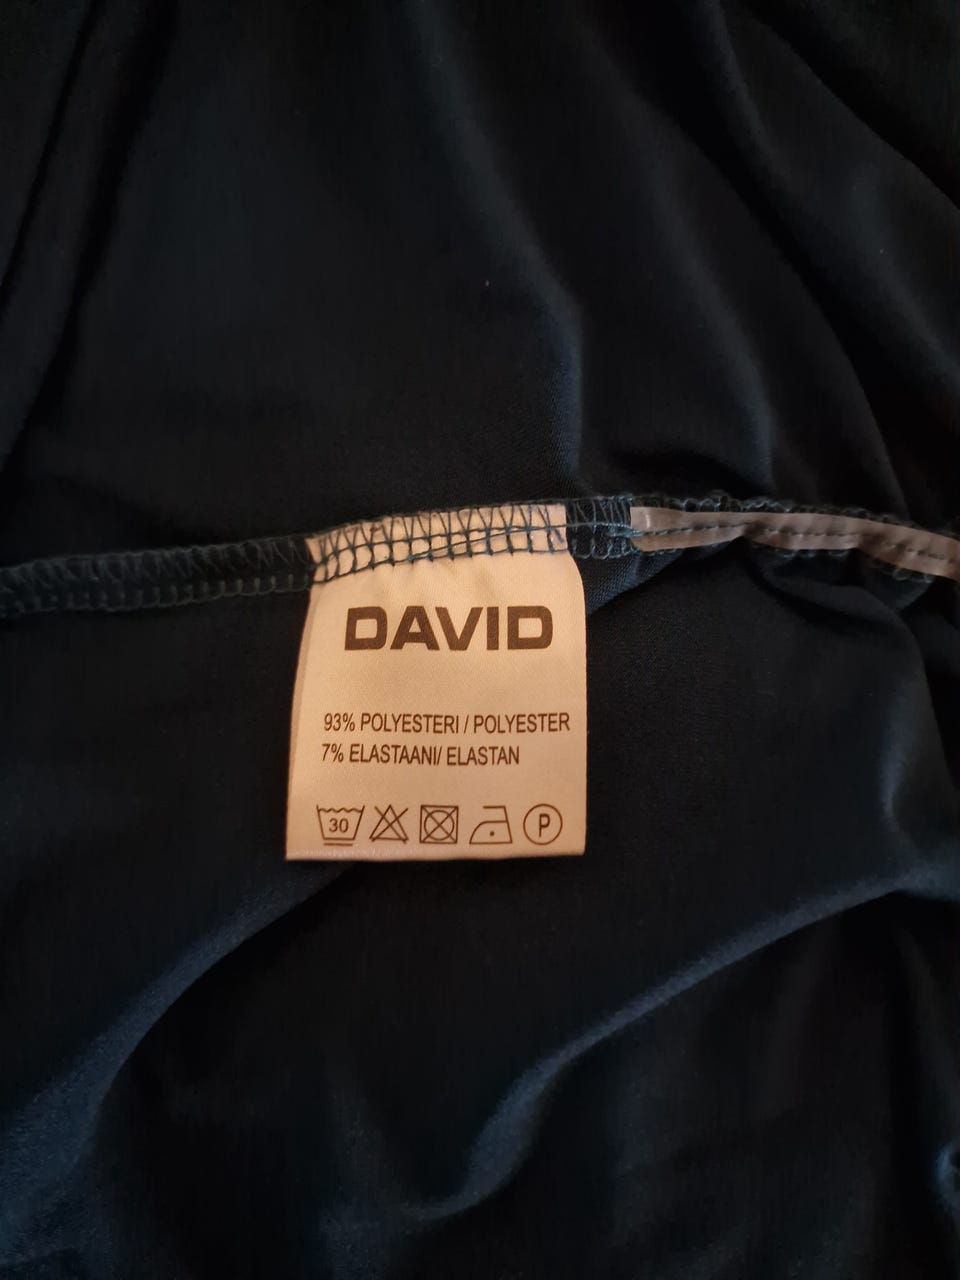 DAVID
93% POLYESTERI / POLYESTER
7% ELASTAANI/ ELASTAN
30 P